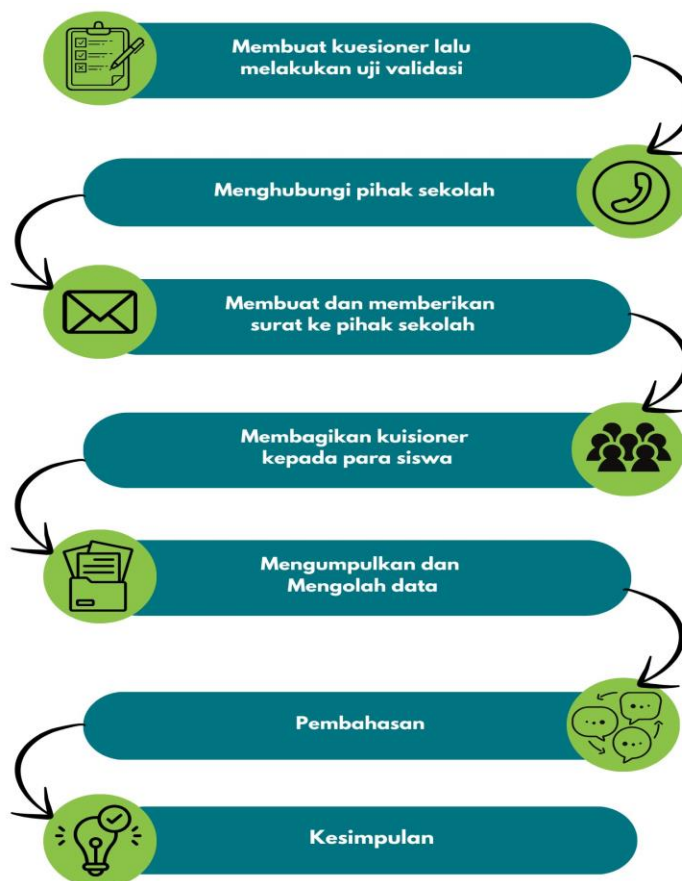 Membuat kuesioner lalu
melakukan uji validasi
Menghubungi pihak sekolah
Membuat dan memberikan
surat ke pihak sekolah
Membagikan kuisioner
kepada para siswa
Mengumpulkan dan
Mengolah data
Pembahasan
Kesimpulan